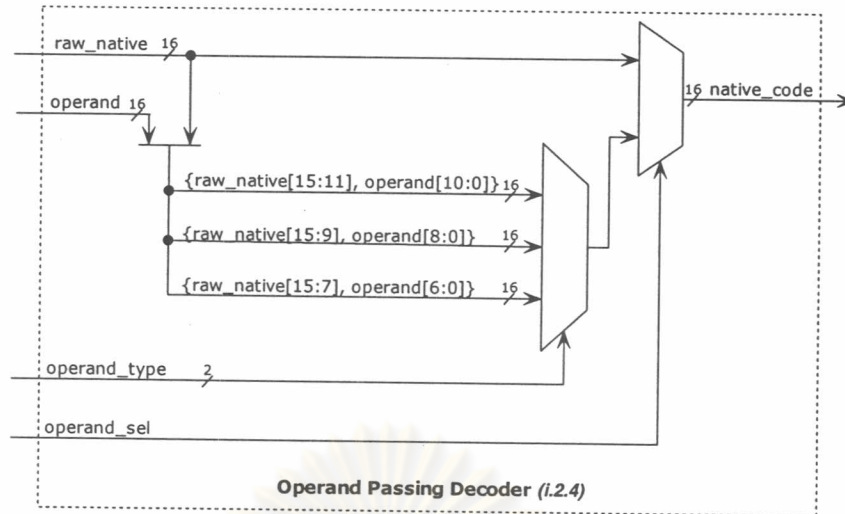 raw_native 16
operand 16
16 native_code
{raw_native[15:11], operand[10:0]} 16
{raw_native[15:9], operand[8:0]} 16
{raw_native[15:7], operand[6:0]} 16
operand_type 2
operand_sel
Operand Passing Decoder (i.2.4)